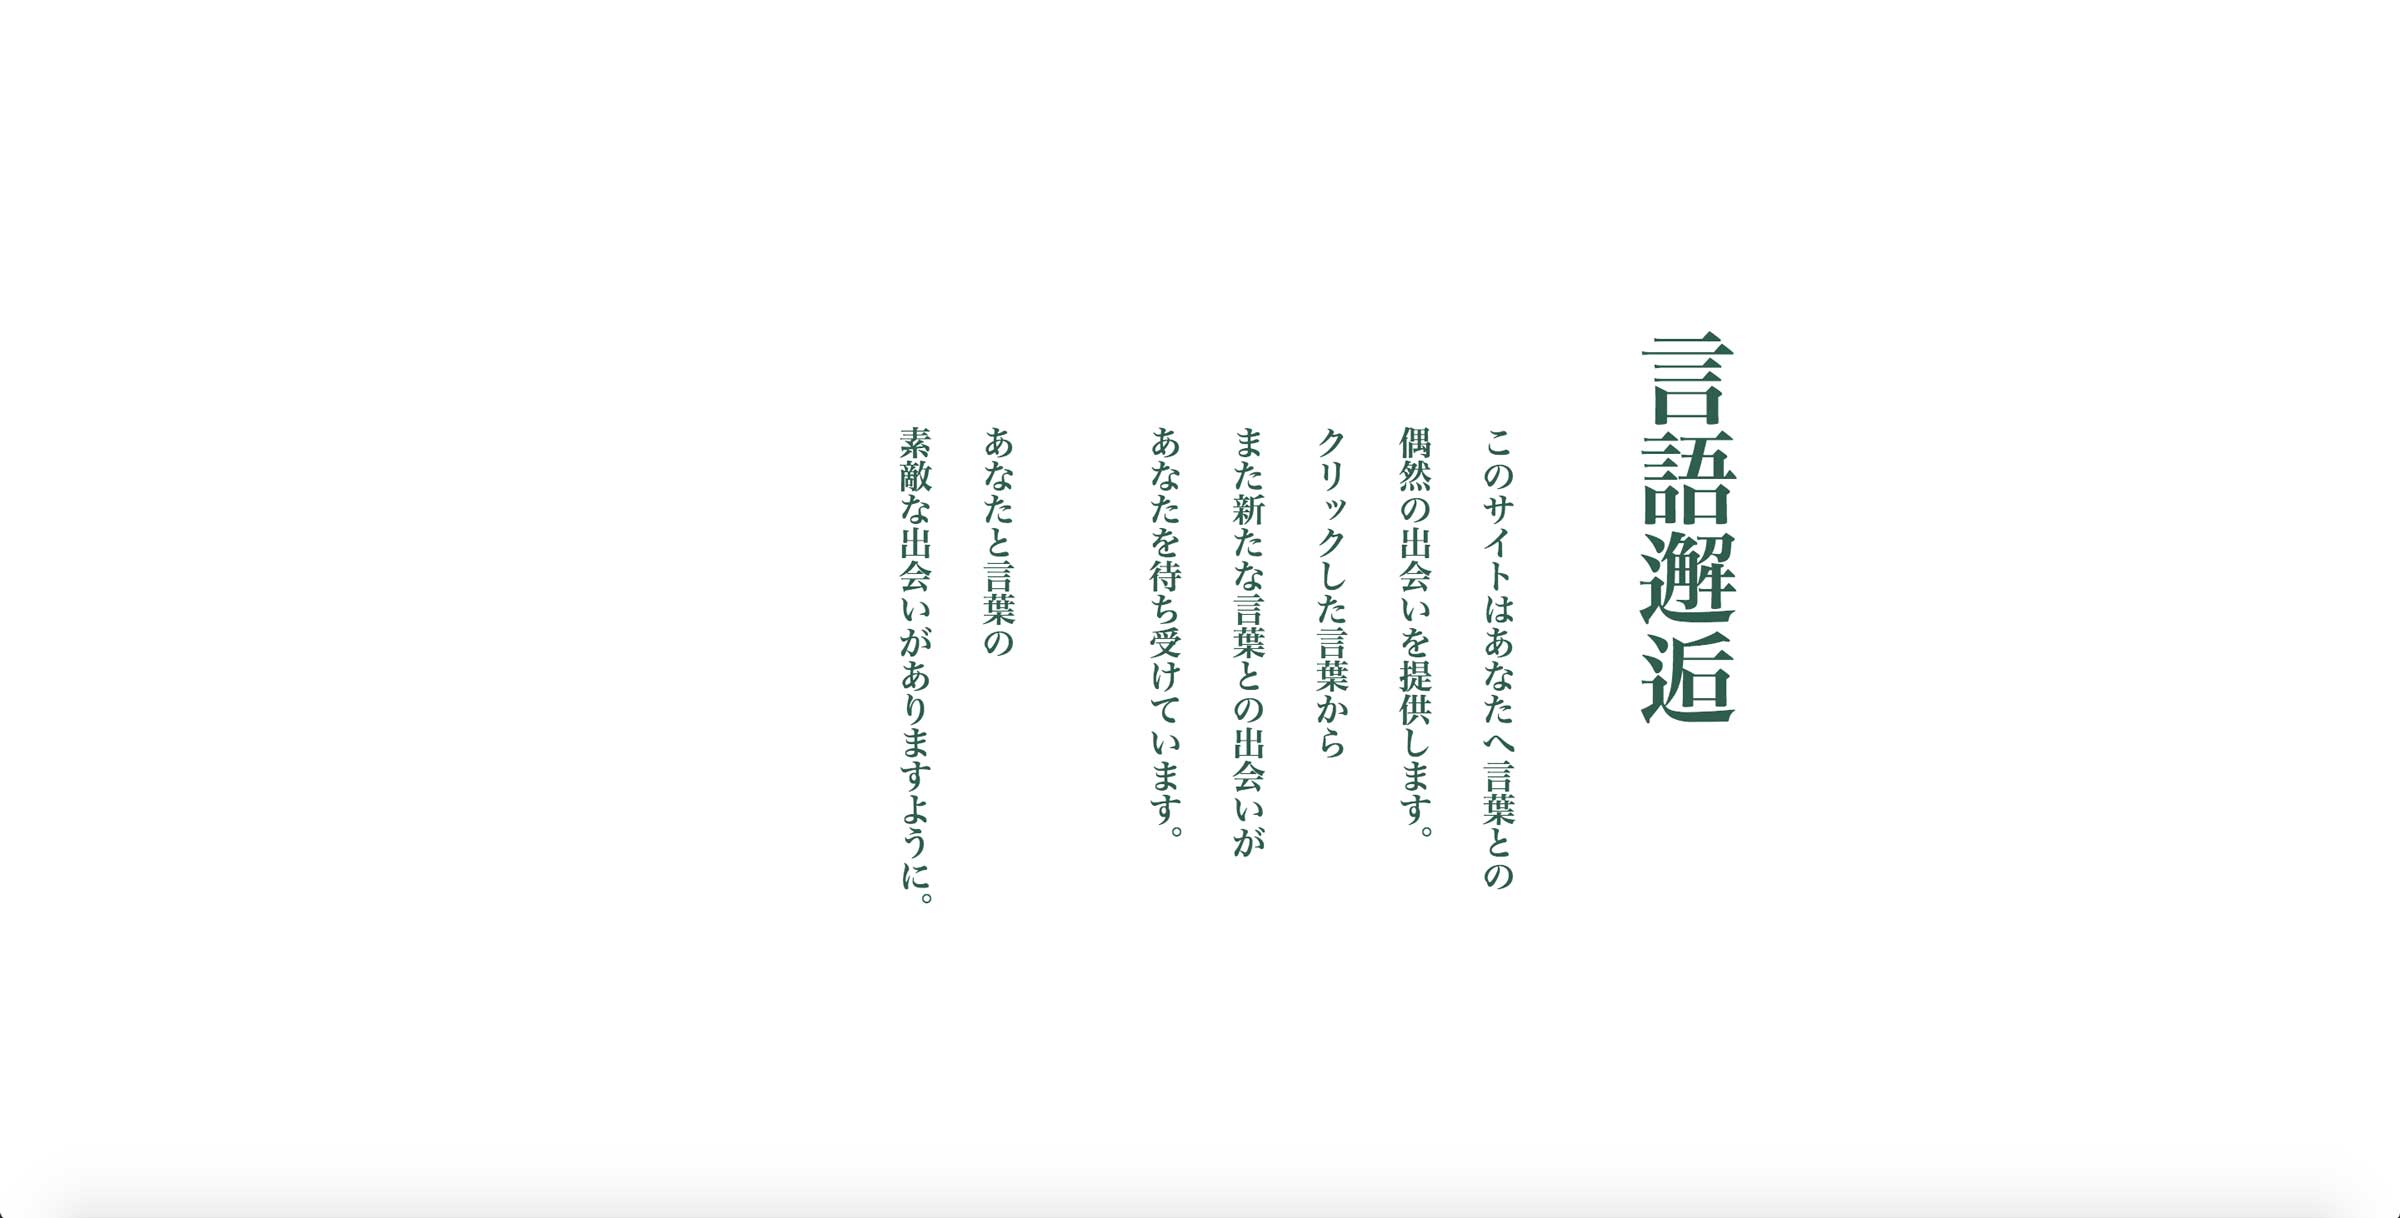 言語邂逅
このサイトはあなたへ言葉との
偶然の出会いを提供します。
クリックした言葉から
また新たな言葉との出会いが
あなたを待ち受けています。
あなたと言葉の
素敵な出会いがありますように。